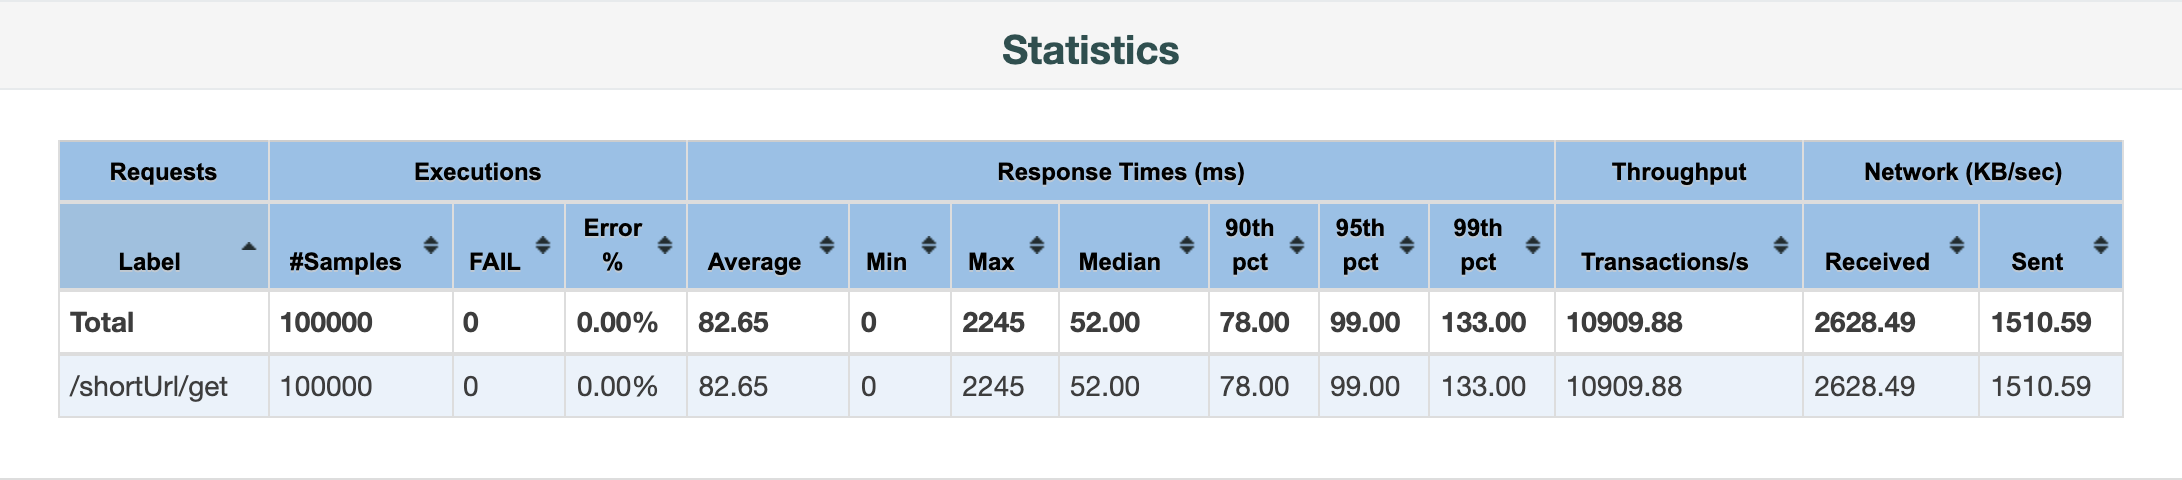 Statistics
Requests Executions Response Times (ms) Throughput Network (KB/sec)
Label #Samples FAIL Error % Average Min Max Median 90th pct 95th pct 99th pct Transactions/s Received Sent
Total 100000 0 0.00% 82.65 0 2245 52.00 78.00 99.00 133.00 10909.88 2628.49 1510.59
/shortUrl/get 100000 0 0.00% 82.65 0 2245 52.00 78.00 99.00 133.00 10909.88 2628.49 1510.59